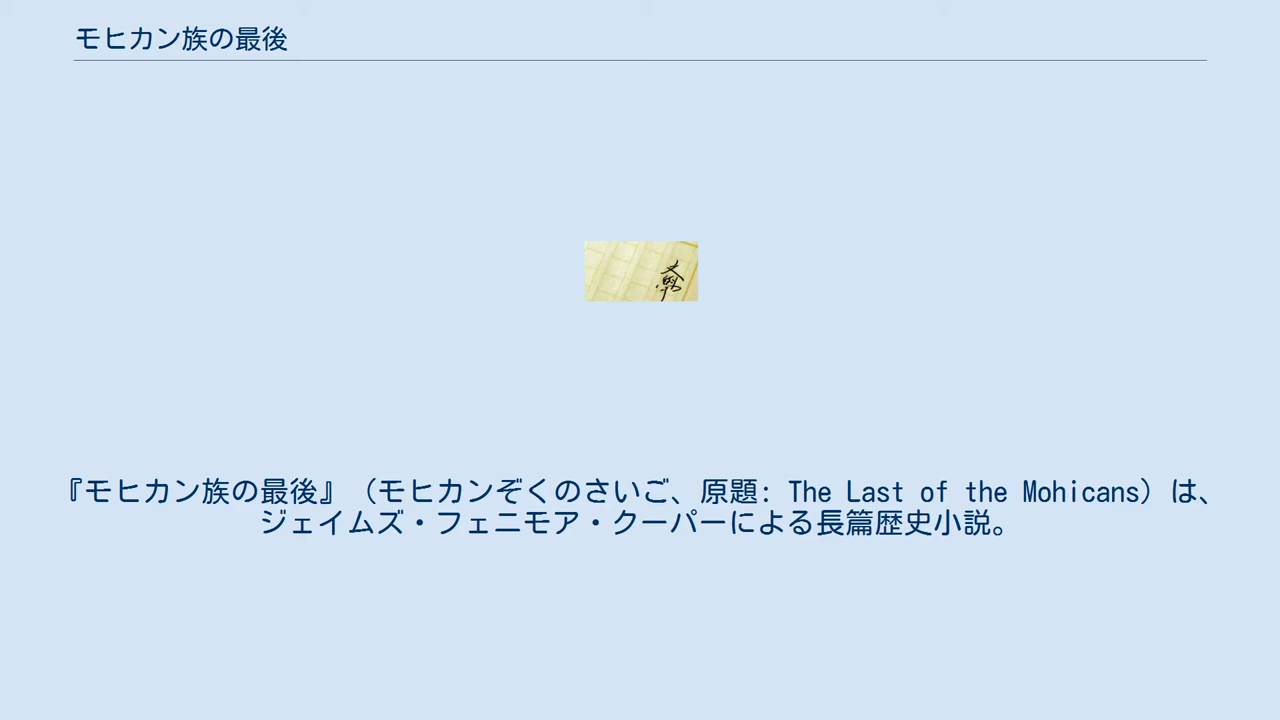 モヒカン族の最後
『モヒカン族の最後』（モヒカンぞくのさいご、原題: The Last of the Mohicans）は、
ジェイムズ・フェニモア・クーパーによる長篇歴史小説。